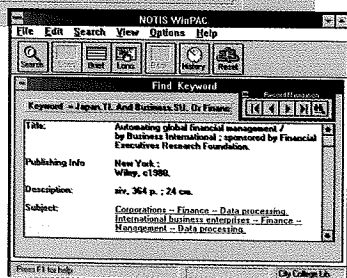 NOTIS WinPAC
File Edit Search View Options Help
Search Brief Long History Reset
Find Keyword
Record Navigation
Keyword = Japan.TI. And Business.SU. Or Financ
Title: Automating global financial management /
by Business International ; sponsored by Financial
Executives Research Foundation.
Publishing Info New York :
Wiley, c1980.
Description: xiv, 364 p. ; 24 cm.
Subject: Corporations -- Finance -- Data processing.
International business enterprises -- Finance --
Management -- Data processing.
Press F1 for help City College Lib